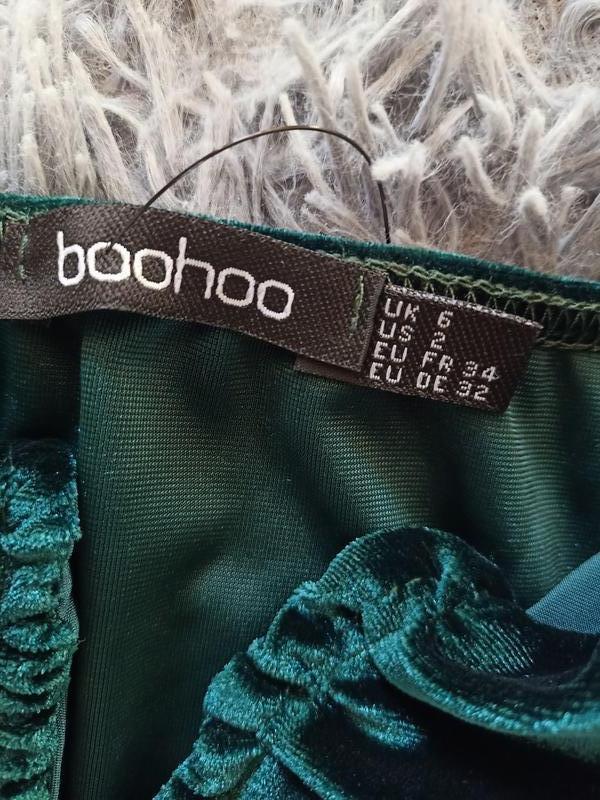 boohoo
UK 6
US 2
EU FR 34
EU DE 32